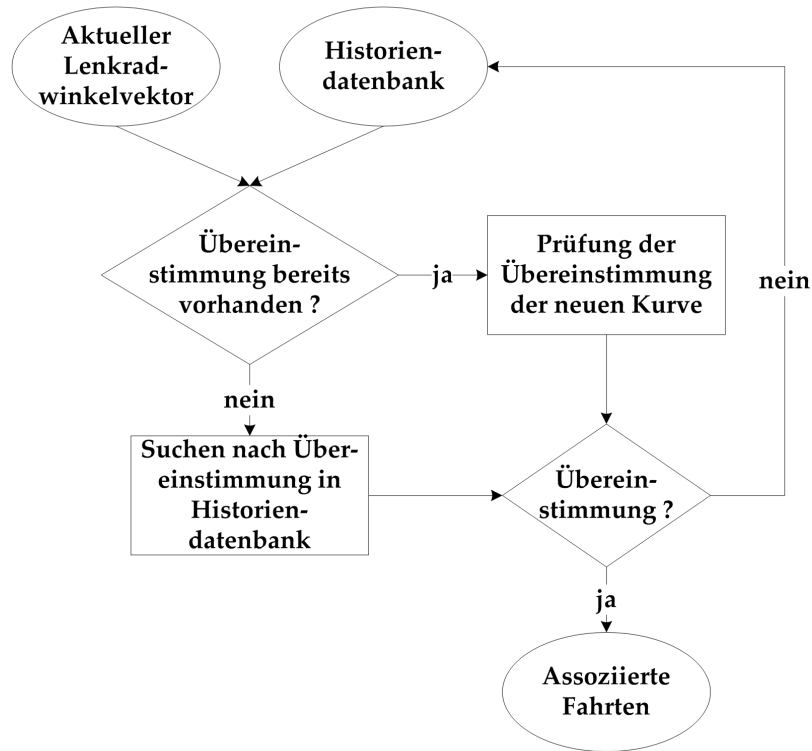 Aktueller
Lenkrad-
winkelvektor
Historien-
datenbank
Überein-
stimmung bereits
vorhanden ?
ja
Prüfung der
Übereinstimmung
der neuen Kurve
nein
nein
Suchen nach Über-
einstimmung in
Historien-
datenbank
Überein-
stimmung ?
ja
Assoziierte
Fahrten